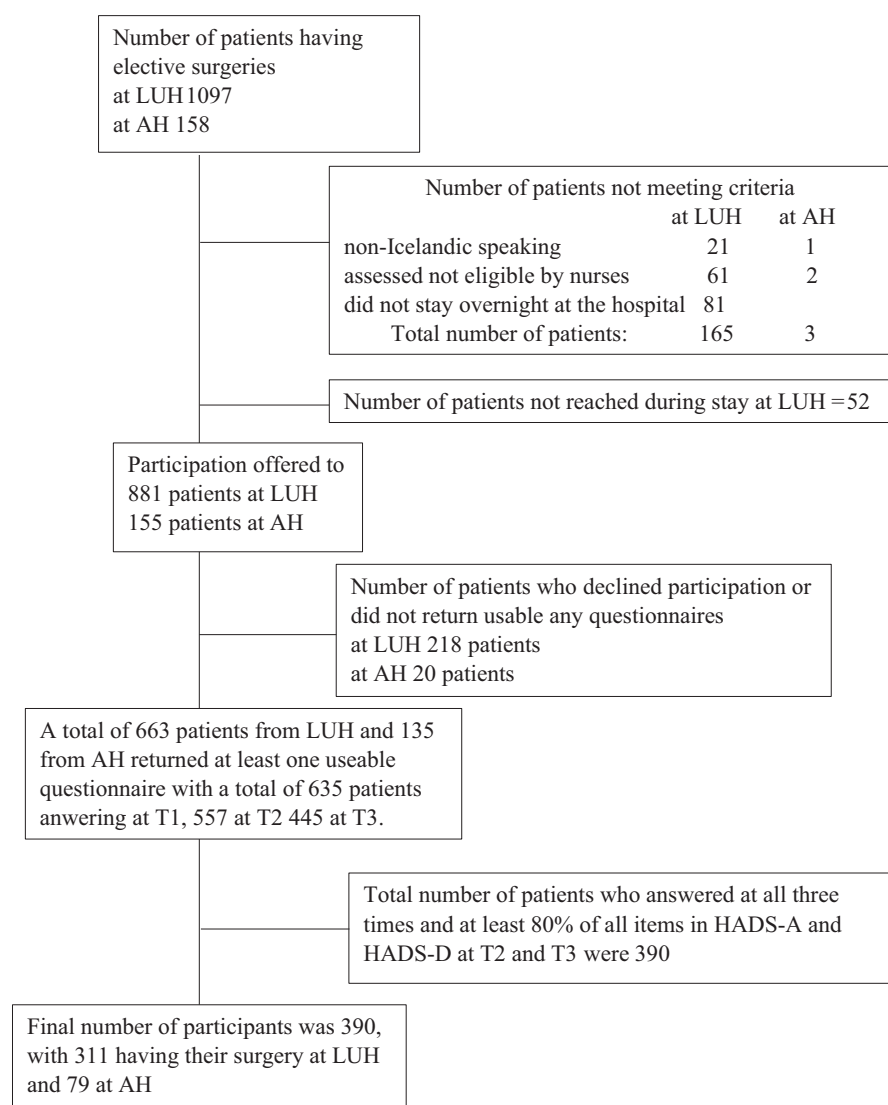 Number of patients having
elective surgeries
at LUH 1097
at AH 158
Number of patients not meeting criteria
at LUH at AH
non-Icelandic speaking 21 1
assessed not eligible by nurses 61 2
did not stay overnight at the hospital 81
Total number of patients: 165 3
Number of patients not reached during stay at LUH = 52
Participation offered to
881 patients at LUH
155 patients at AH
Number of patients who declined participation or
did not return usable any questionnaires
at LUH 218 patients
at AH 20 patients
A total of 663 patients from LUH and 135
from AH returned at least one useable
questionnaire with a total of 635 patients
anwering at T1, 557 at T2 445 at T3.
Total number of patients who answered at all three
times and at least 80% of all items in HADS-A and
HADS-D at T2 and T3 were 390
Final number of participants was 390,
with 311 having their surgery at LUH
and 79 at AH